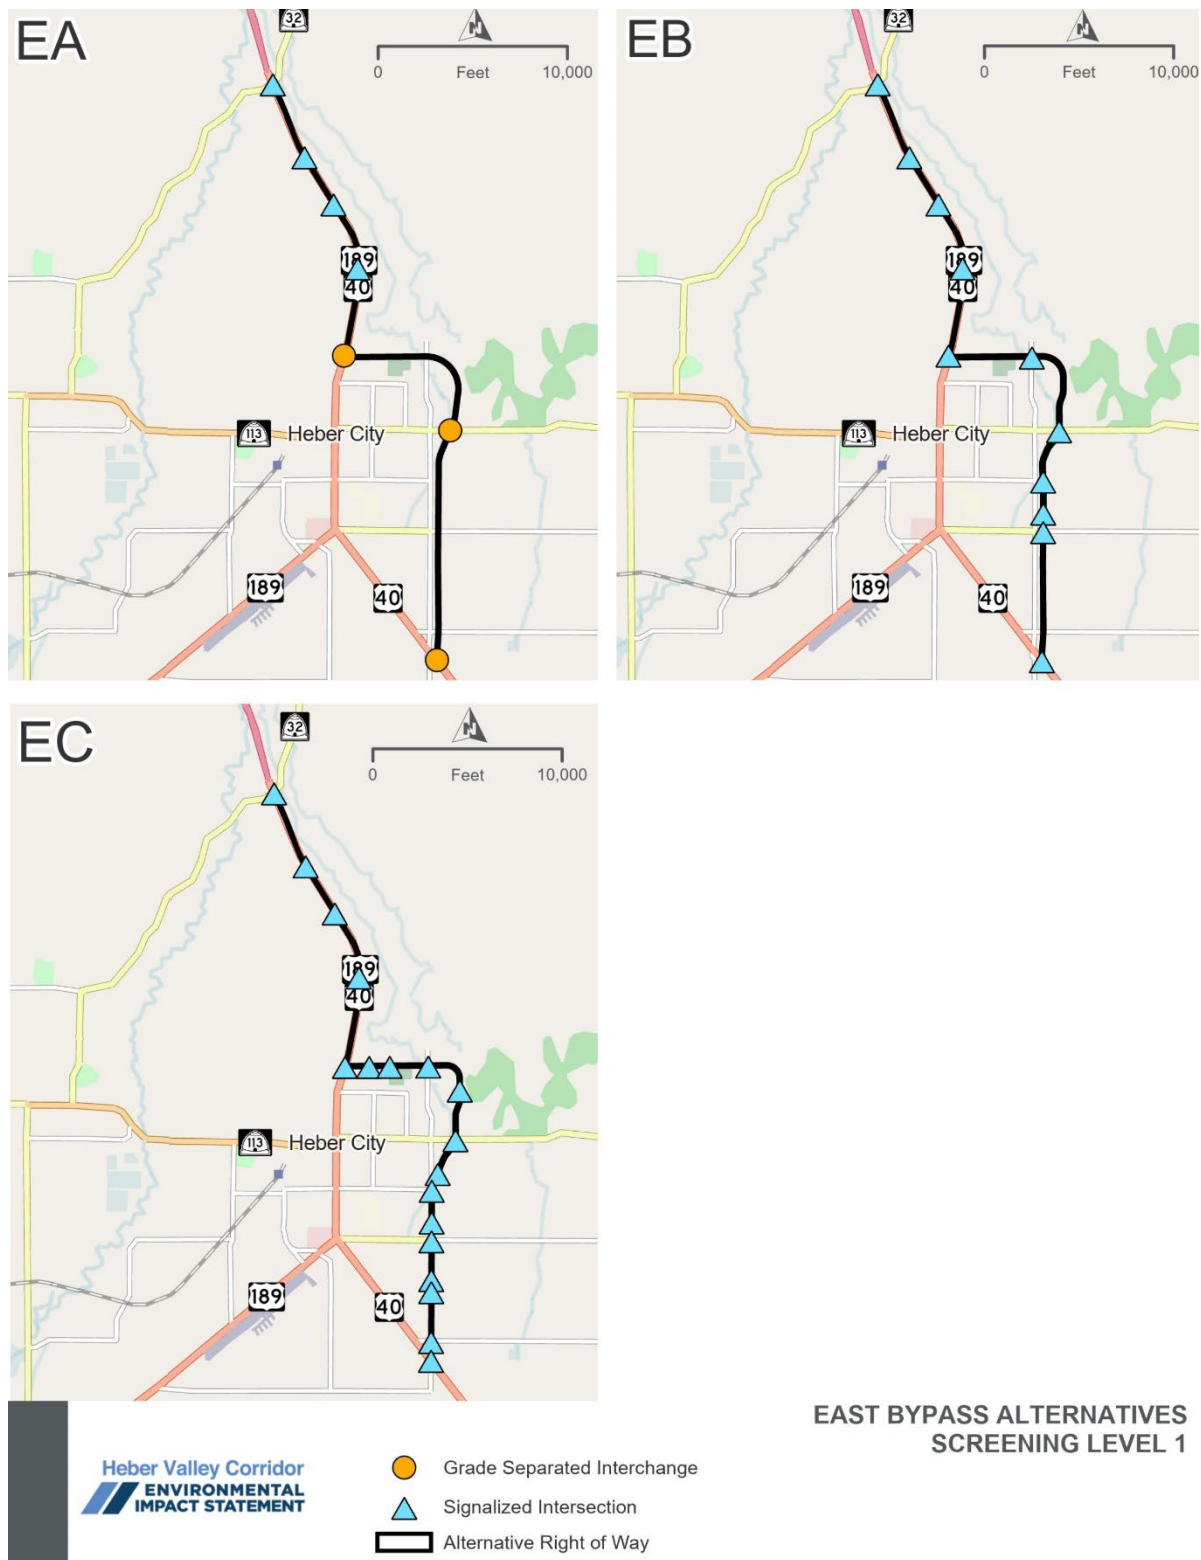 EA
32
N
0
10,000
Feet
189
40
113
Heber City
189
40
EB
32
N
0
10,000
Feet
189
40
113
Heber City
189
40
EC
32
N
0
10,000
Feet
189
40
113
Heber City
189
40
EAST BYPASS ALTERNATIVES
SCREENING LEVEL 1
Heber Valley Corridor
ENVIRONMENTAL
IMPACT STATEMENT
Grade Separated Interchange
Signalized Intersection
Alternative Right of Way